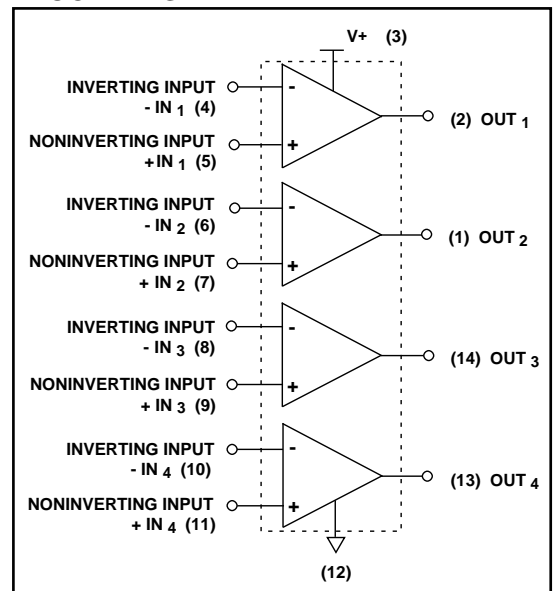 V+ (3)
INVERTING INPUT
- IN 1 (4)
NONINVERTING INPUT
+IN 1 (5)
-
+
(2) OUT 1
INVERTING INPUT
- IN 2 (6)
NONINVERTING INPUT
+ IN 2 (7)
-
+
(1) OUT 2
INVERTING INPUT
- IN 3 (8)
NONINVERTING INPUT
+ IN 3 (9)
-
+
(14) OUT 3
INVERTING INPUT
- IN 4 (10)
NONINVERTING INPUT
+ IN 4 (11)
-
+
(13) OUT 4
(12)